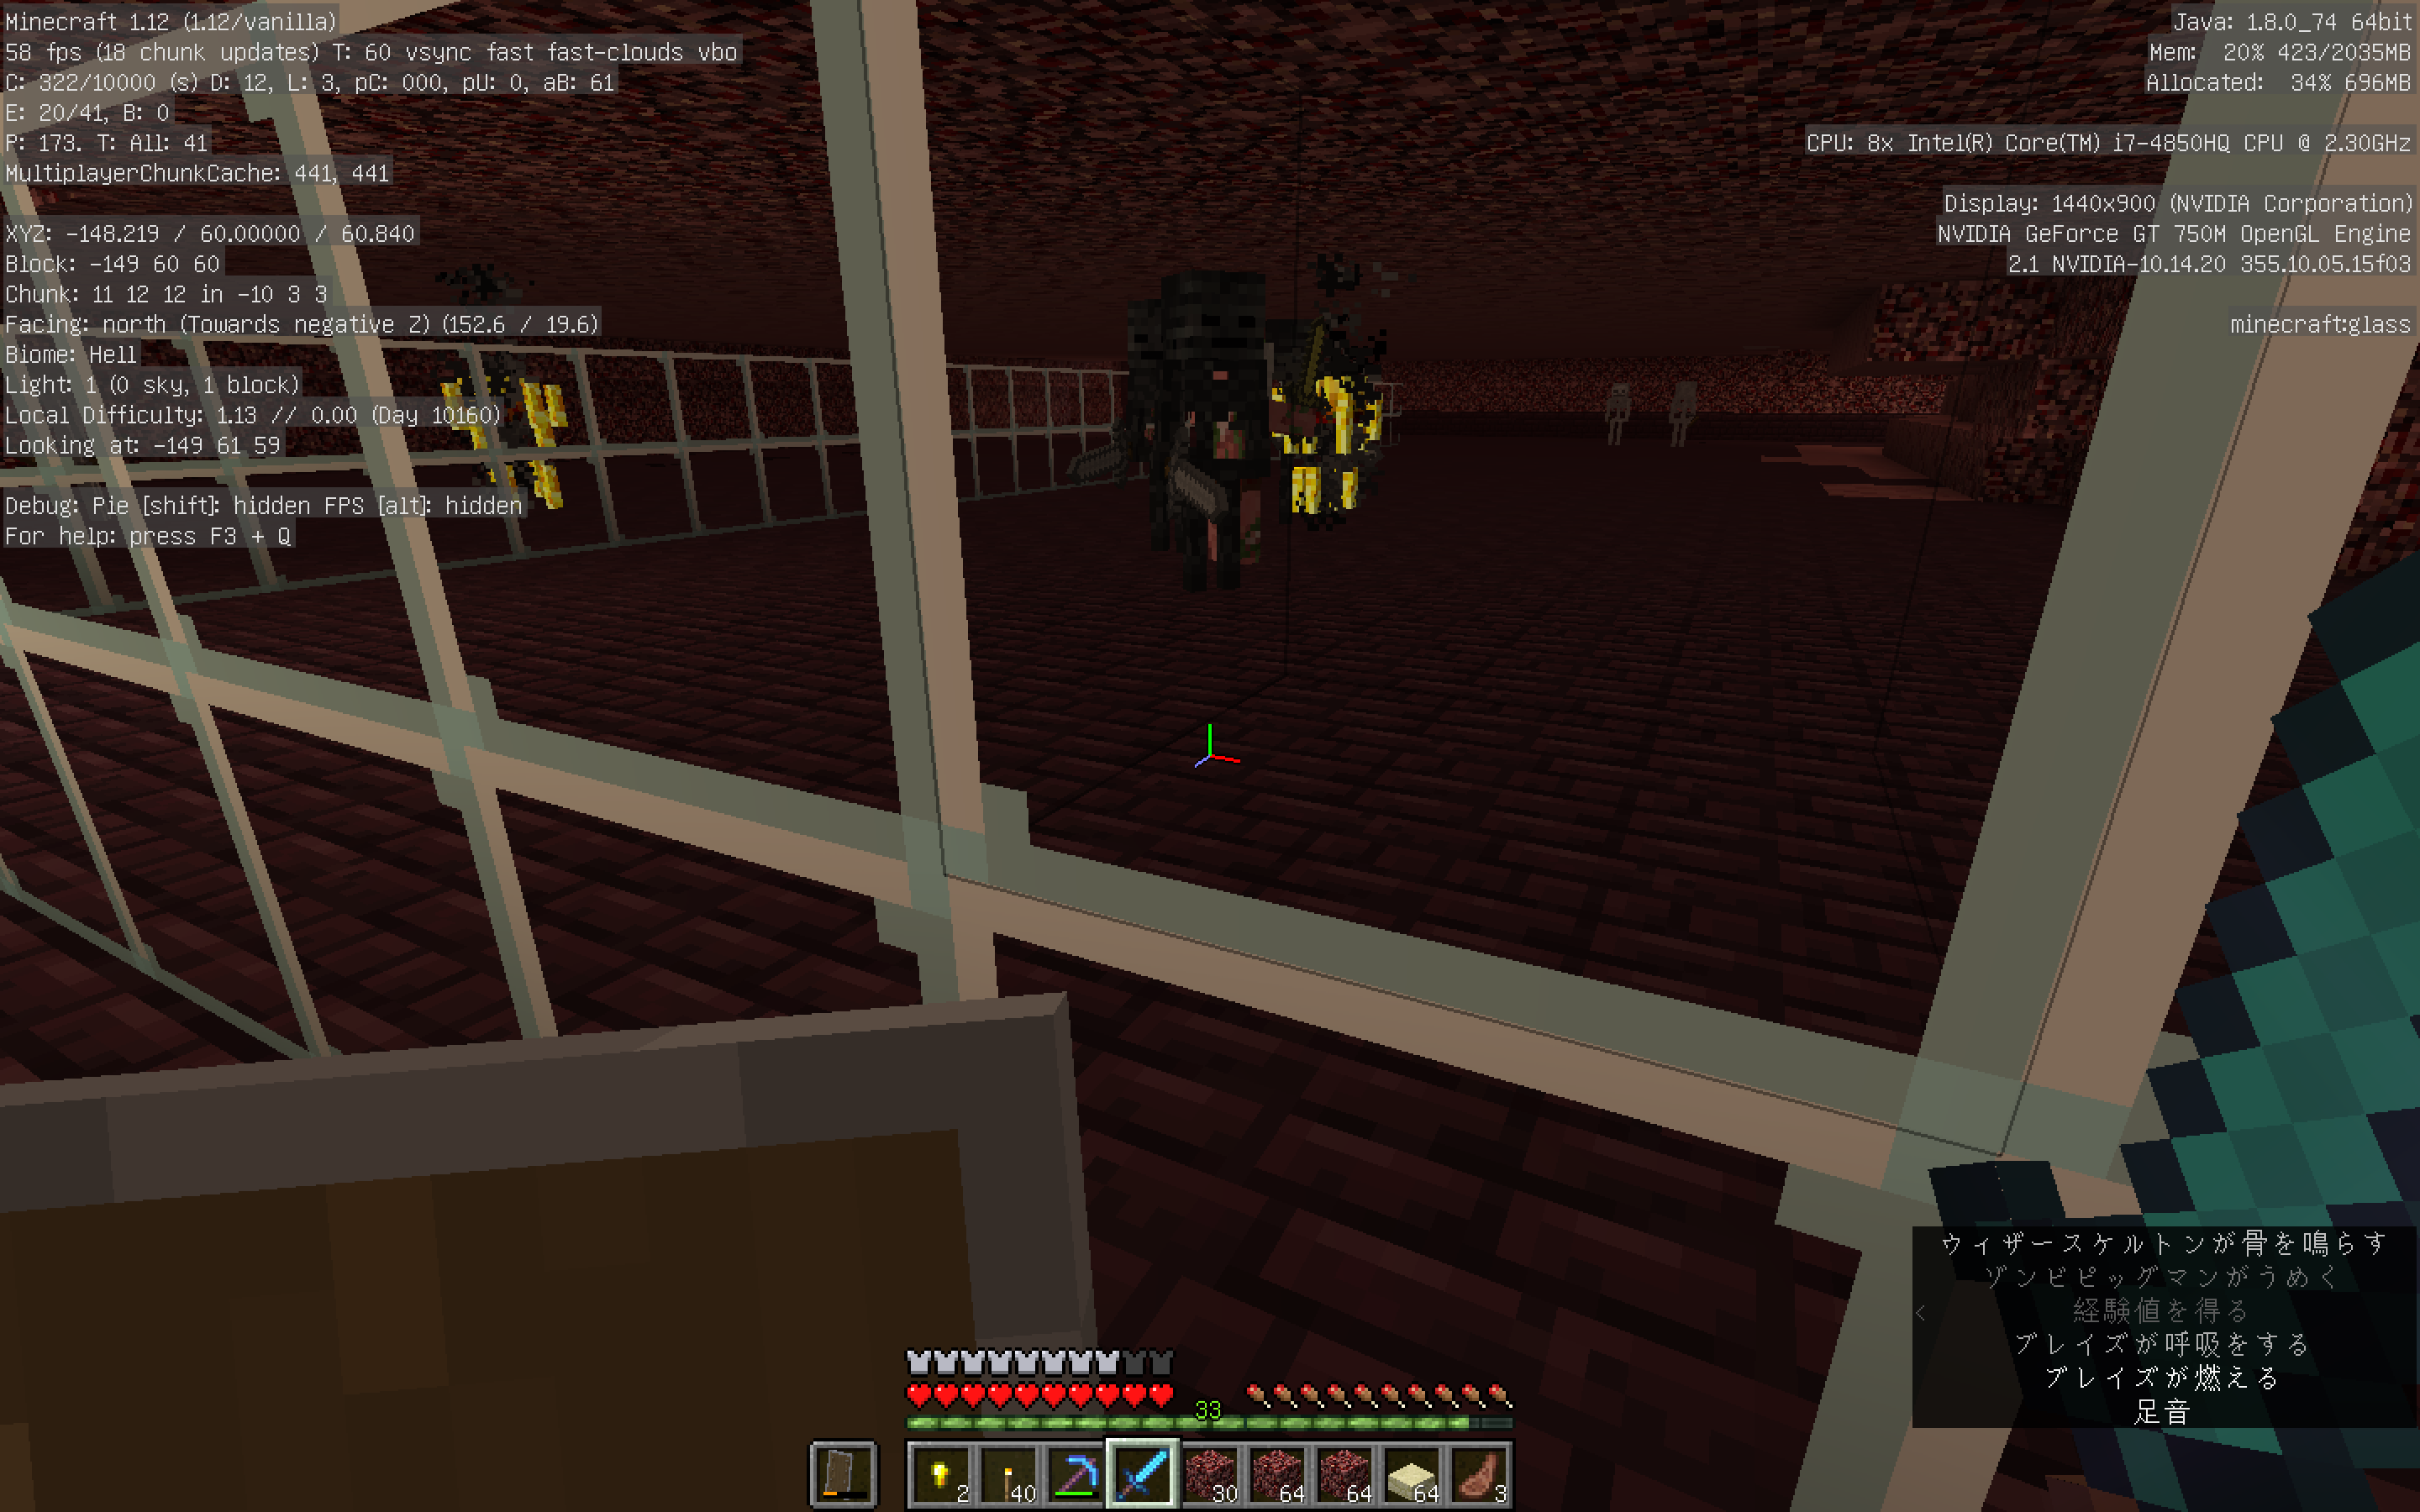 Minecraft 1.12 (1.12/vanilla)
58 fps (18 chunk updates) T: 60 vsync fast fast-clouds vbo
C: 322/10000 (s) D: 12, L: 3, pC: 000, pU: 0, aB: 61
E: 20/41, B: 0
P: 173. T: All: 41
MultiplayerChunkCache: 441, 441
XYZ: -148.219 / 60.00000 / 60.840
Block: -149 60 60
Chunk: 11 12 12 in -10 3 3
Facing: north (Towards negative Z) (152.6 / 19.6)
Biome: Hell
Light: 1 (0 sky, 1 block)
Local Difficulty: 1.13 // 0.00 (Day 10160)
Looking at: -149 61 59
Debug: Pie [shift]: hidden FPS [alt]: hidden
For help: press F3 + Q
Java: 1.8.0_74 64bit
Mem: 20% 423/2035MB
Allocated: 34% 696MB
CPU: 8x Intel(R) Core(TM) i7-4850HQ CPU @ 2.30GHz
Display: 1440x900 (NVIDIA Corporation)
NVIDIA GeForce GT 750M OpenGL Engine
2.1 NVIDIA-10.14.20 355.10.05.15f03
minecraft:glass
ウィザースケルトンが骨を鳴らす
ゾンビピッグマンがうめく
< 経験値を得る
ブレイズが呼吸をする
ブレイズが燃える
足音
33
2 40 30 64 64 64 3